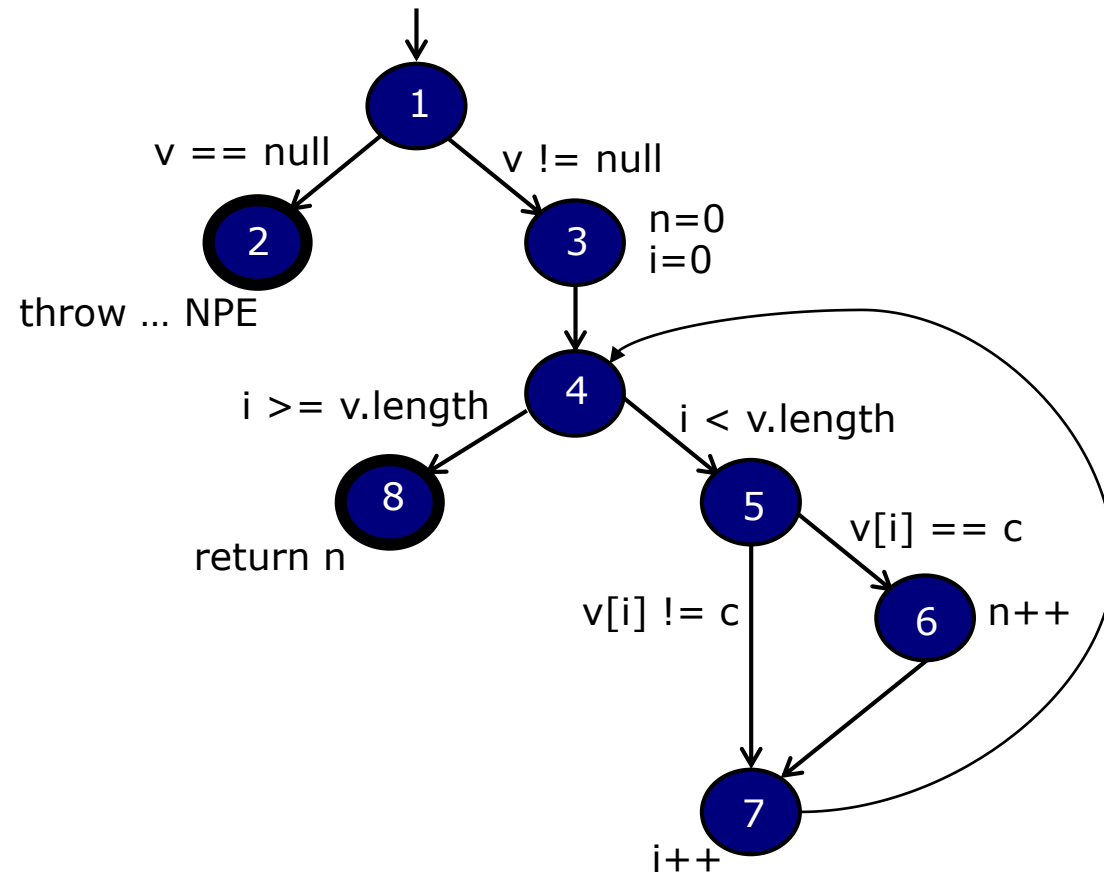 1
v == null
v != null
2
3
n=0
i=0
throw ... NPE
4
i >= v.length
i < v.length
8
5
v[i] == c
return n
v[i] != c
6
n++
7
i++